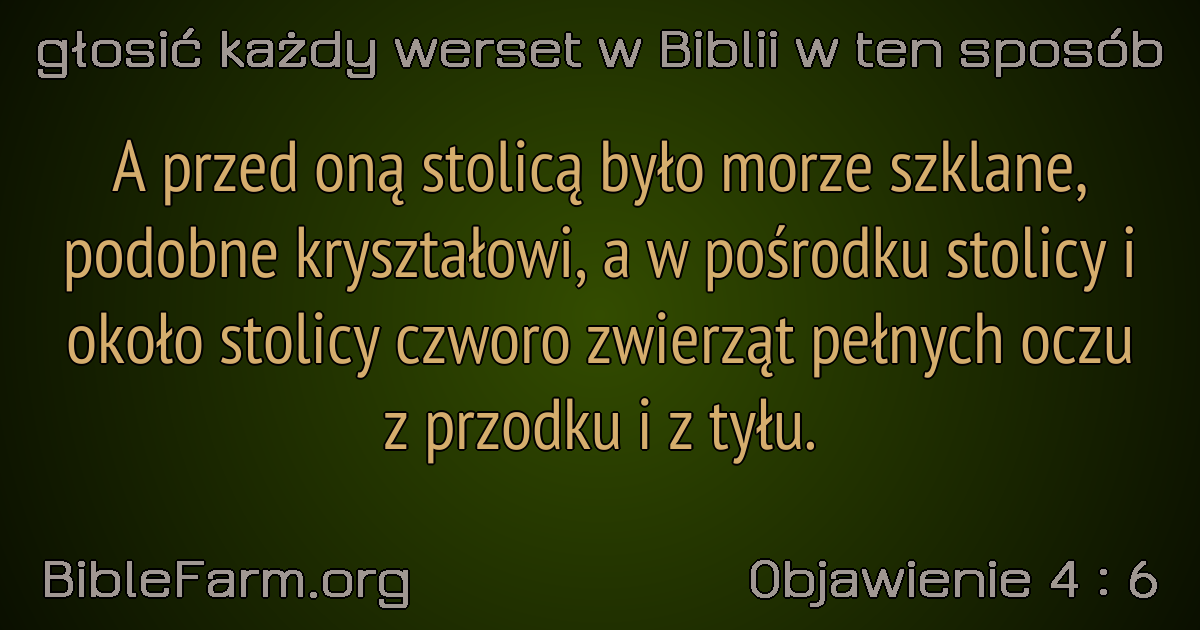 głosić każdy werset w Biblii w ten sposób
A przed oną stolicą było morze szklane,
podobne kryształowi, a w pośrodku stolicy i
około stolicy czworo zwierząt pełnych oczu
z przodku i z tyłu.
BibleFarm.org
Objawienie 4 : 6